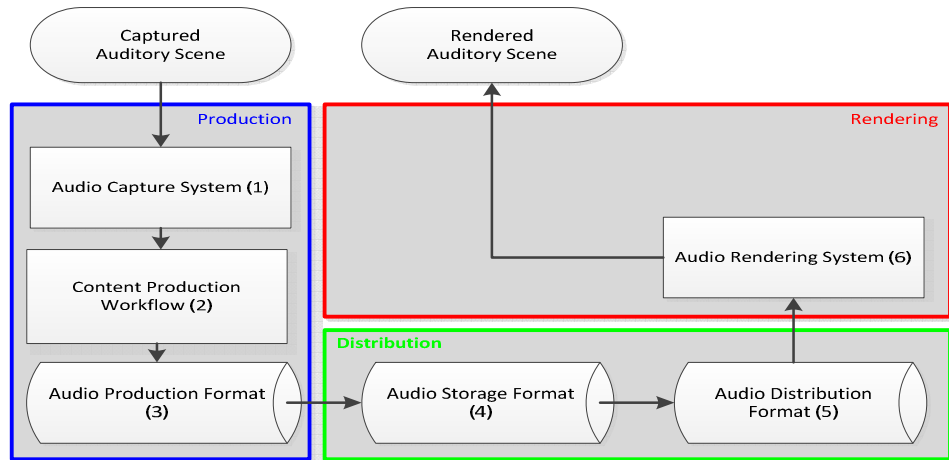 Captured
Auditory Scene
Rendered
Auditory Scene
Production
Rendering
Audio Capture System (1)
Content Production
Workflow (2)
Audio Rendering System (6)
Distribution
Audio Production Format
(3)
Audio Storage Format
(4)
Audio Distribution
Format (5)